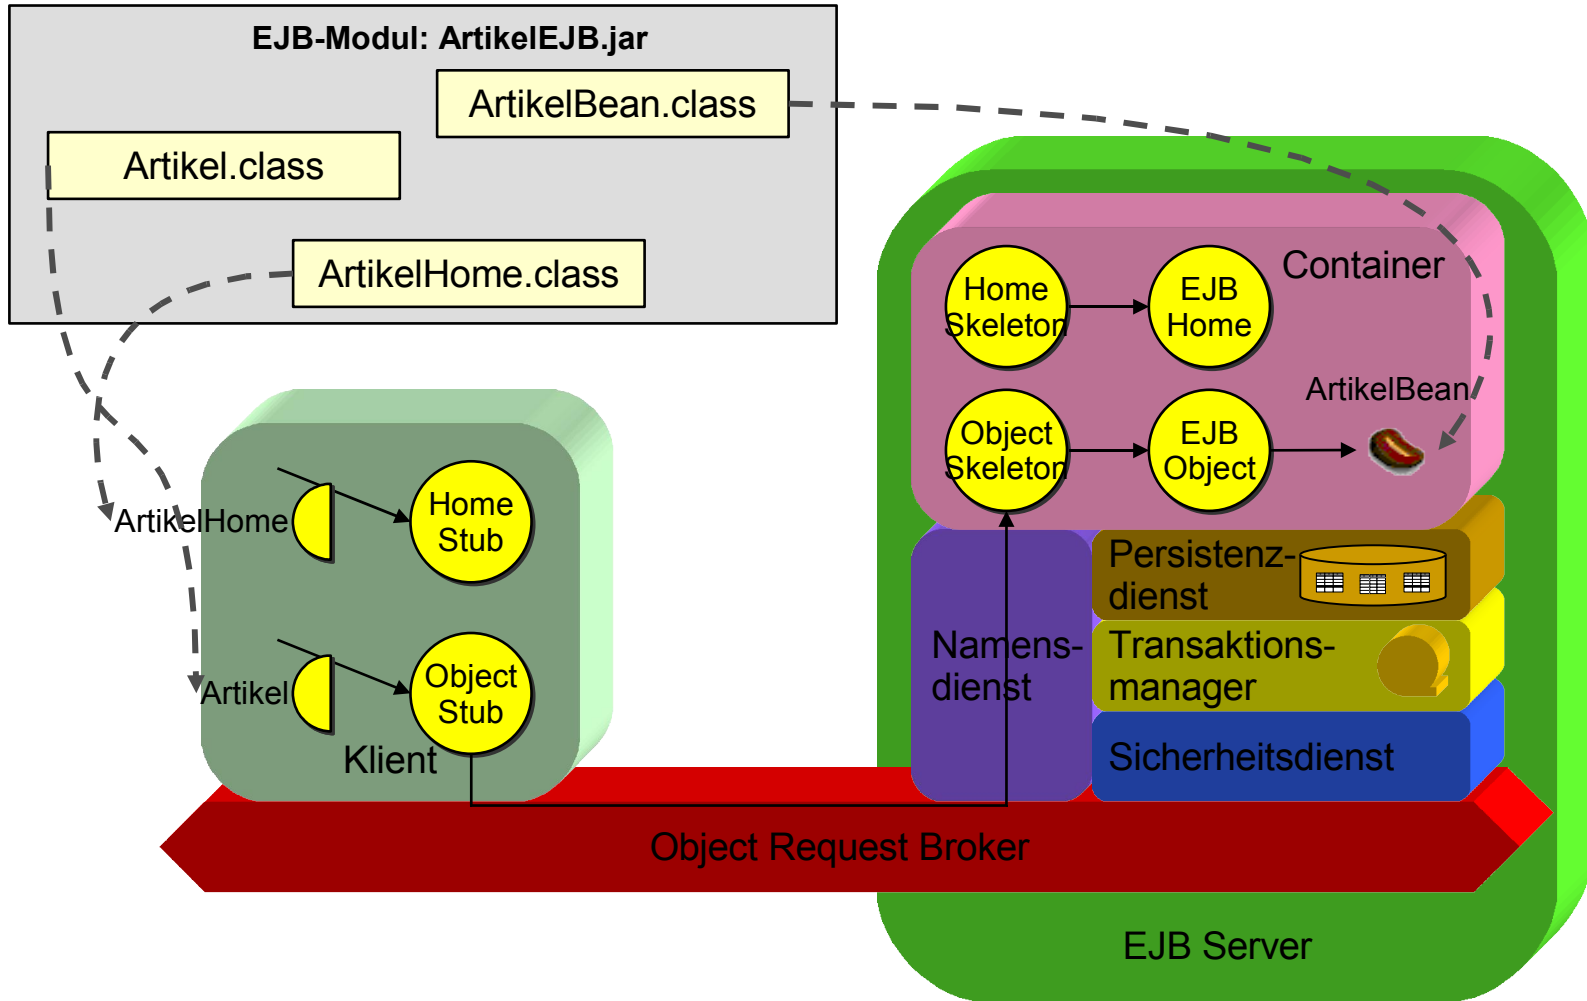 EJB-Modul: ArtikelEJB.jar
ArtikelBean.class
Artikel.class
ArtikelHome.class
Container
Home
Skeleton
EJB
Home
ArtikelBean
Object
Skeleton
EJB
Object
ArtikelHome
Home
Stub
Artikel
Object
Stub
Klient
Namens-
dienst
Persistenz-
dienst
Transaktions-
manager
Sicherheitsdienst
Object Request Broker
EJB Server